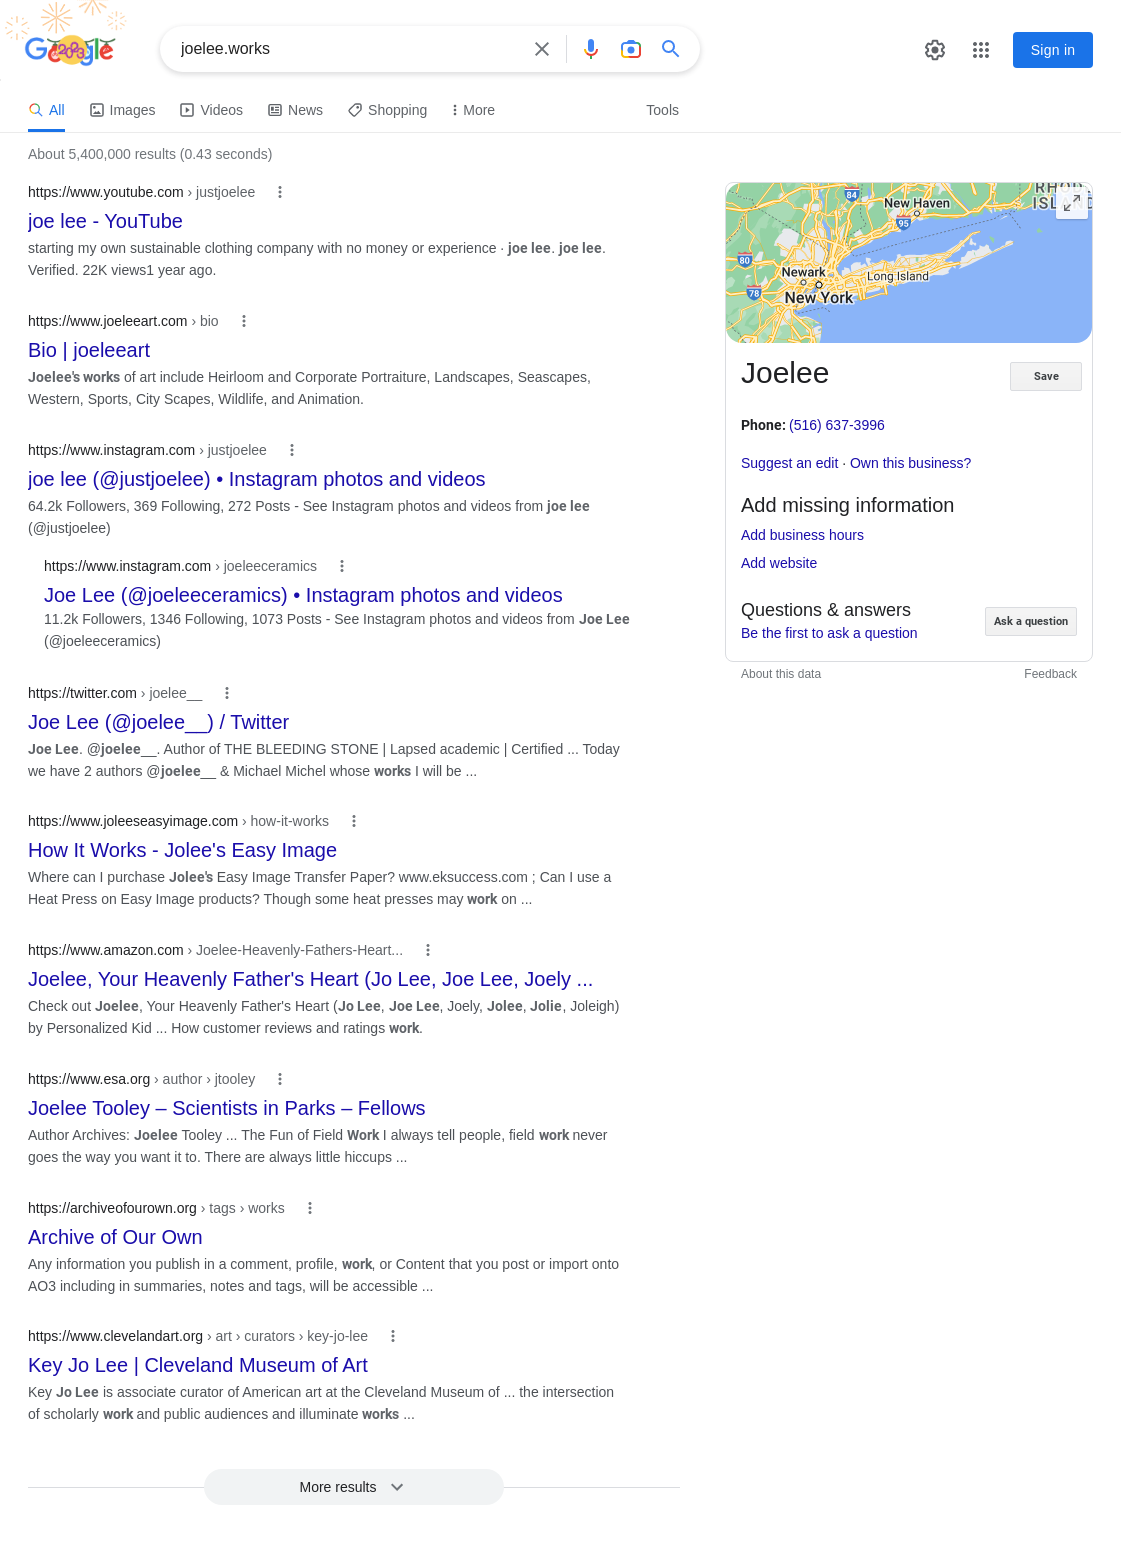 Google
joelee.works
Sign in
All
Images
Videos
News
Shopping
More
Tools
About 5,400,000 results (0.43 seconds)
https://www.youtube.com › justjoelee
joe lee - YouTube
starting my own sustainable clothing company with no money or experience · joe lee. joe lee.
Verified. 22K views1 year ago.
https://www.joeleeart.com › bio
Bio | joeleeart
Joelee's works of art include Heirloom and Corporate Portraiture, Landscapes, Seascapes,
Western, Sports, City Scapes, Wildlife, and Animation.
https://www.instagram.com › justjoelee
joe lee (@justjoelee) • Instagram photos and videos
64.2k Followers, 369 Following, 272 Posts - See Instagram photos and videos from joe lee
(@justjoelee)
https://www.instagram.com › joeleeceramics
Joe Lee (@joeleeceramics) • Instagram photos and videos
11.2k Followers, 1346 Following, 1073 Posts - See Instagram photos and videos from Joe Lee
(@joeleeceramics)
https://twitter.com › joelee__
Joe Lee (@joelee__) / Twitter
Joe Lee. @joelee__. Author of THE BLEEDING STONE | Lapsed academic | Certified ... Today
we have 2 authors @joelee__ & Michael Michel whose works I will be ...
https://www.joleeseasyimage.com › how-it-works
How It Works - Jolee's Easy Image
Where can I purchase Jolee's Easy Image Transfer Paper? www.eksuccess.com ; Can I use a
Heat Press on Easy Image products? Though some heat presses may work on ...
https://www.amazon.com › Joelee-Heavenly-Fathers-Heart...
Joelee, Your Heavenly Father's Heart (Jo Lee, Joe Lee, Joely ...
Check out Joelee, Your Heavenly Father's Heart (Jo Lee, Joe Lee, Joely, Jolee, Jolie, Joleigh)
by Personalized Kid ... How customer reviews and ratings work.
https://www.esa.org › author › jtooley
Joelee Tooley – Scientists in Parks – Fellows
Author Archives: Joelee Tooley ... The Fun of Field Work I always tell people, field work never
goes the way you want it to. There are always little hiccups ...
https://archiveofourown.org › tags › works
Archive of Our Own
Any information you publish in a comment, profile, work, or Content that you post or import onto
AO3 including in summaries, notes and tags, will be accessible ...
https://www.clevelandart.org › art › curators › key-jo-lee
Key Jo Lee | Cleveland Museum of Art
Key Jo Lee is associate curator of American art at the Cleveland Museum of ... the intersection
of scholarly work and public audiences and illuminate works ...
More results
84
New Haven
95
80
Newark
Long Island
78
New York
Joelee
Save
Phone: (516) 637-3996
Suggest an edit · Own this business?
Add missing information
Add business hours
Add website
Questions & answers
Be the first to ask a question
Ask a question
About this data
Feedback